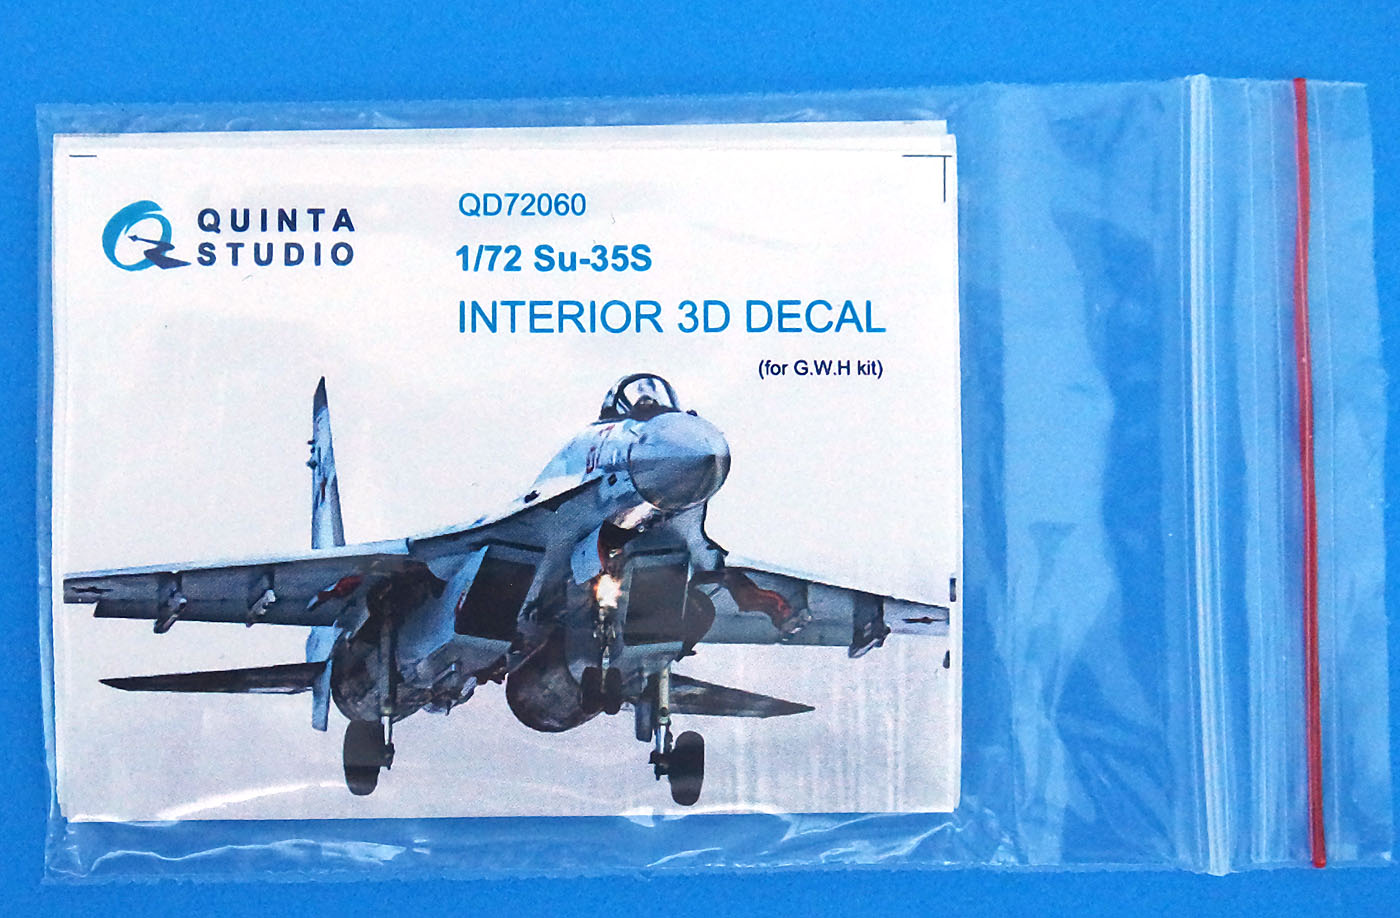 QUINTA
STUDIO
QD72060
1/72 Su-35S
INTERIOR 3D DECAL
(for G.W.H kit)